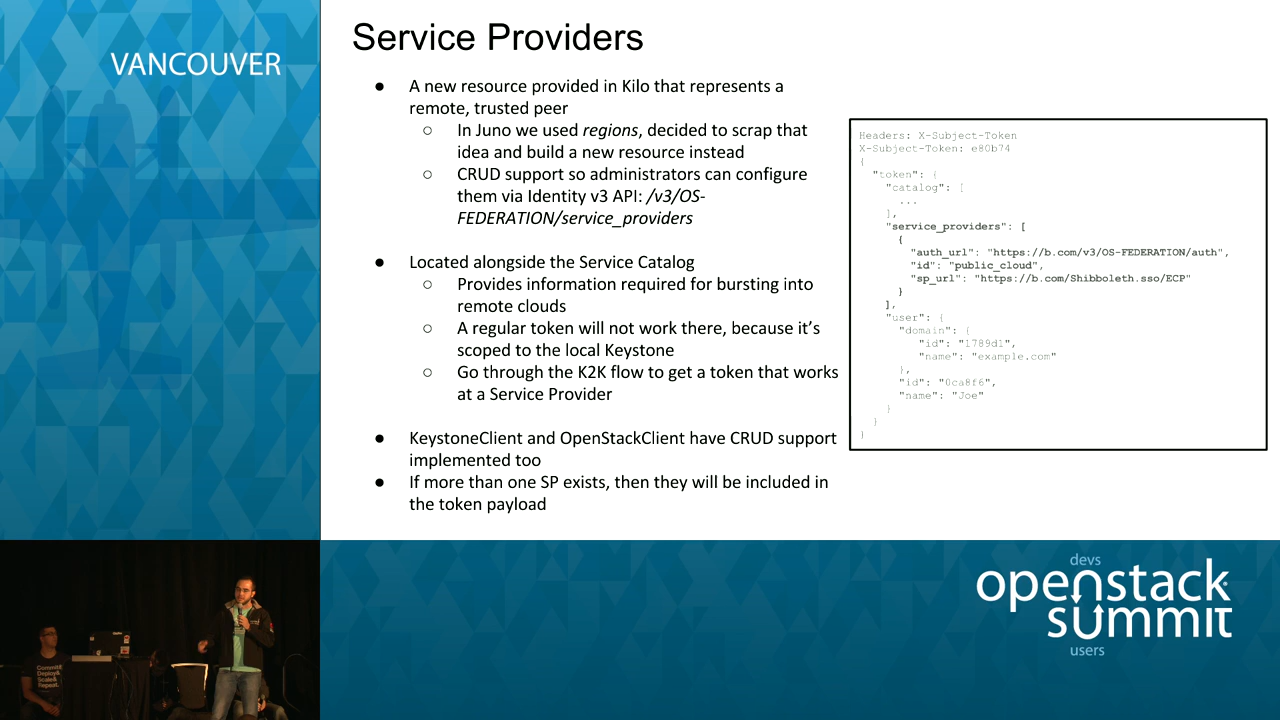 VANCOUVER
Service Providers
● A new resource provided in Kilo that represents a
remote, trusted peer
○ In Juno we used regions, decided to scrap that
idea and build a new resource instead
○ CRUD support so administrators can configure
them via Identity v3 API: /v3/OS-
FEDERATION/service_providers
● Located alongside the Service Catalog
○ Provides information required for bursting into
remote clouds
○ A regular token will not work there, because it’s
scoped to the local Keystone
○ Go through the K2K flow to get a token that works
at a Service Provider
● KeystoneClient and OpenStackClient have CRUD support
implemented too
● If more than one SP exists, then they will be included in
the token payload
Headers: X-Subject-Token
X-Subject-Token: e80b74
{
"token": {
"catalog": [
...
],
"service_providers": [
{
"auth_url": "https://b.com/v3/OS-FEDERATION/auth",
"id": "public_cloud",
"sp_url": "https://b.com/Shibboleth.sso/ECP"
}
],
"user": {
"domain": {
"id": "1789d1",
"name": "example.com"
},
"id": "0ca8f6",
"name": "Joe"
}
}
}
Commit&
Deploy&
Scale&
Repeat.
devs
openstack
summit
users